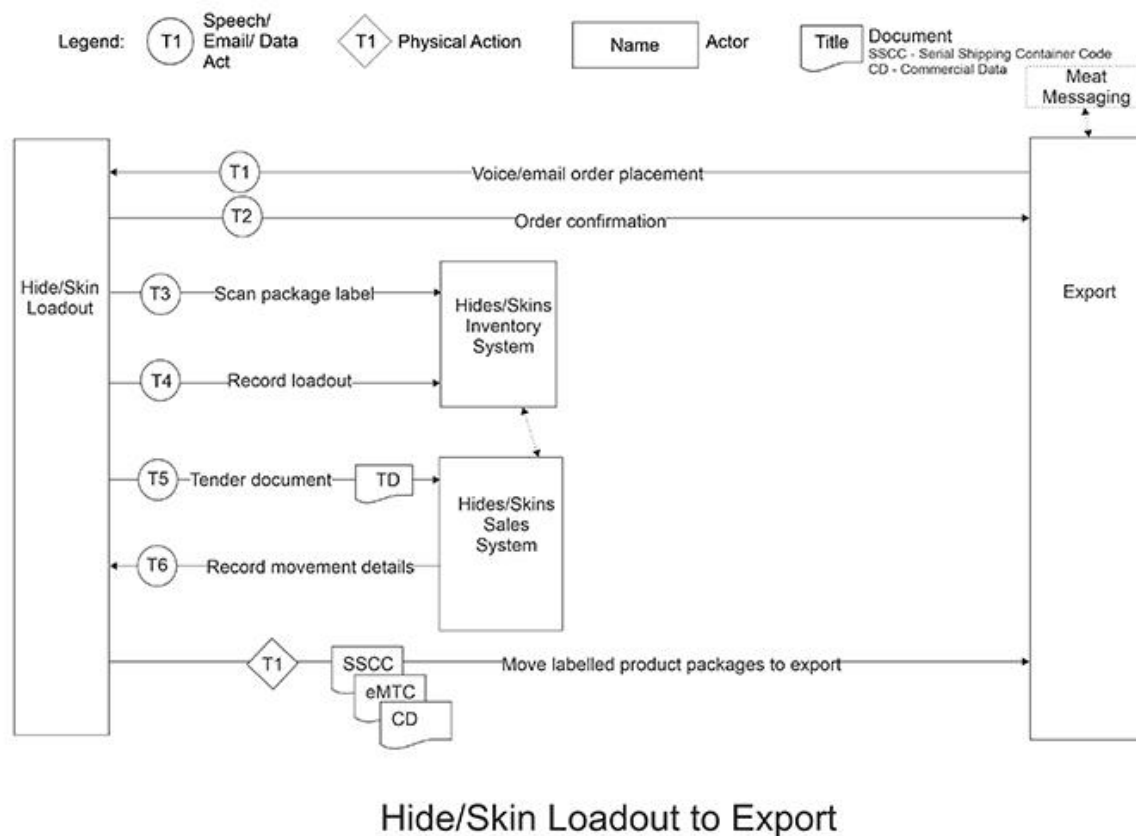 Legend:
T1
Speech/
Email/ Data
Act
T1
Physical Action
Name
Actor
Title
Document
SSCC - Serial Shipping Container Code
CD - Commercial Data
Meat
Messaging
T1
Voice/email order placement
T2
Order confirmation
Hide/Skin
Loadout
Export
T3
Scan package label
Hides/Skins
Inventory
System
T4
Record loadout
T5
Tender document
TD
Hides/Skins
Sales
System
T6
Record movement details
T1
SSCC
eMTC
CD
Move labelled product packages to export
Hide/Skin Loadout to Export